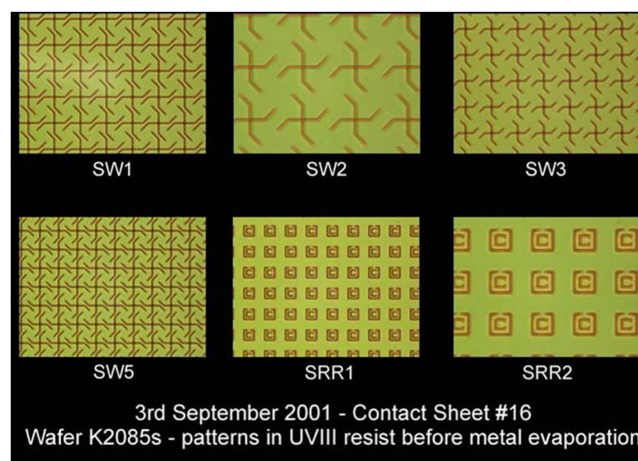 SW1 SW2 SW3
SW5 SRR1 SRR2
3rd September 2001 - Contact Sheet #16
Wafer K2085s - patterns in UVIII resist before metal evaporation